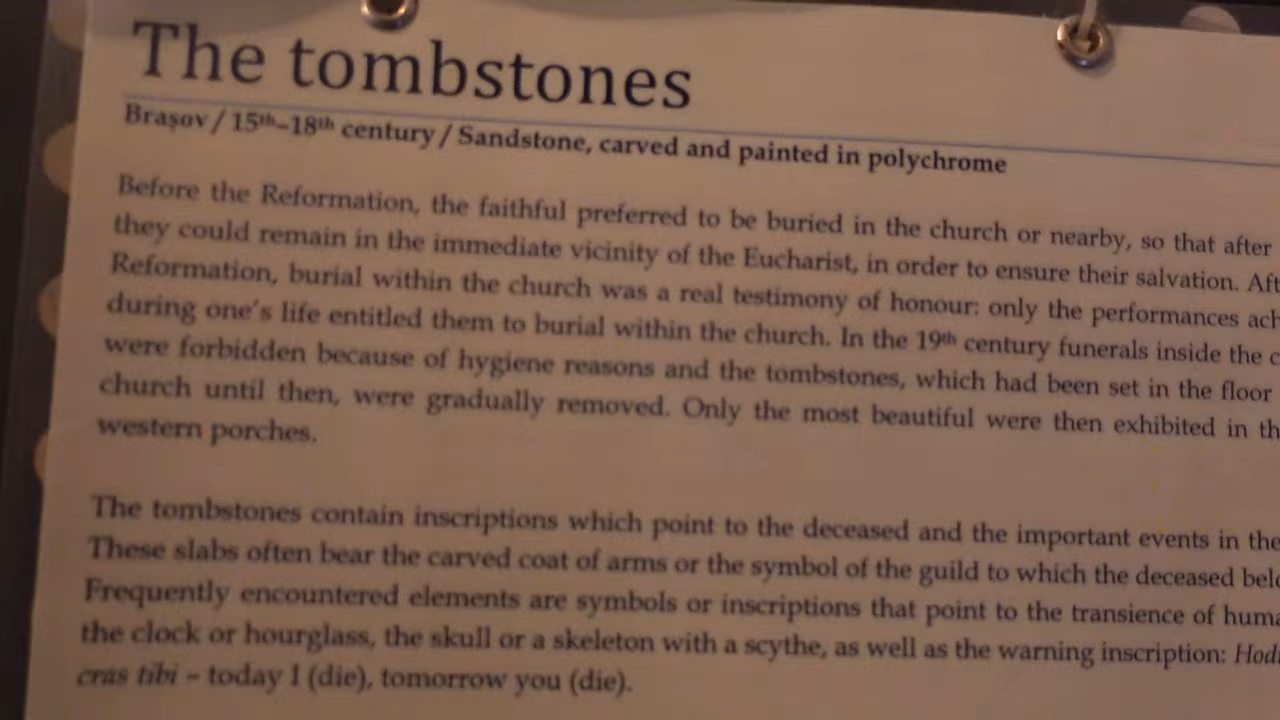 The tombstones
Brașov / 15th–18th century / Sandstone, carved and painted in polychrome
Before the Reformation, the faithful preferred to be buried in the church or nearby, so that after
they could remain in the immediate vicinity of the Eucharist, in order to ensure their salvation. Aft
Reformation, burial within the church was a real testimony of honour: only the performances ach
during one's life entitled them to burial within the church. In the 19th century funerals inside the c
were forbidden because of hygiene reasons and the tombstones, which had been set in the floor
church until then, were gradually removed. Only the most beautiful were then exhibited in th
western porches.
The tombstones contain inscriptions which point to the deceased and the important events in the
These slabs often bear the carved coat of arms or the symbol of the guild to which the deceased belo
Frequently encountered elements are symbols or inscriptions that point to the transience of huma
the clock or hourglass, the skull or a skeleton with a scythe, as well as the warning inscription: Hodi
cras tibi – today I (die), tomorrow you (die).